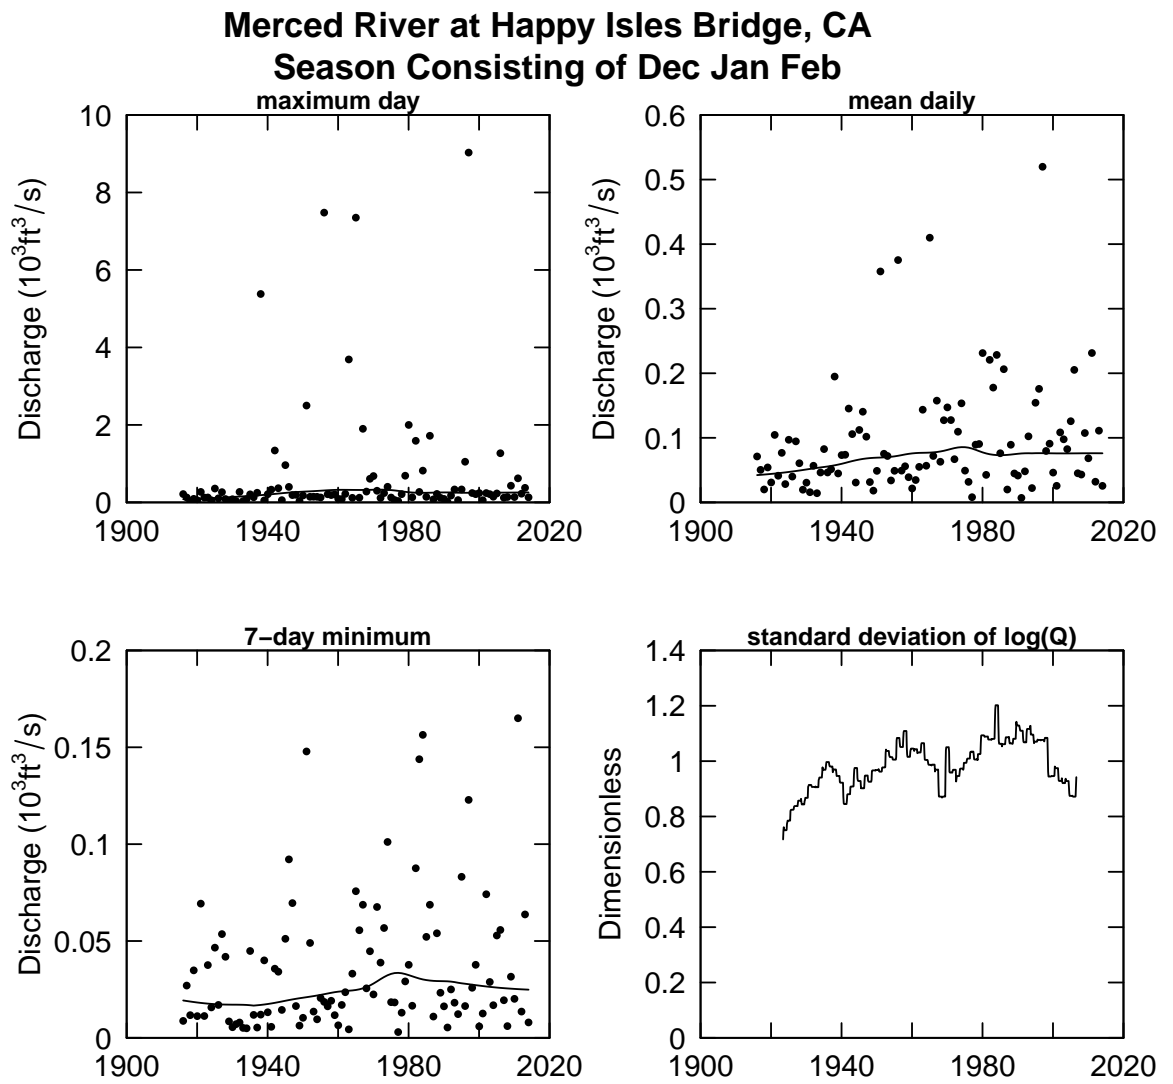 Merced River at Happy Isles Bridge, CA
Season Consisting of Dec Jan Feb
maximum day
Discharge (10³ft³/s)
10
8
6
4
2
0
1900 1940 1980 2020
mean daily
Discharge (10³ft³/s)
0.6
0.5
0.4
0.3
0.2
0.1
0
1900 1940 1980 2020
7−day minimum
Discharge (10³ft³/s)
0.2
0.15
0.1
0.05
0
1900 1940 1980 2020
standard deviation of log(Q)
Dimensionless
1.4
1.2
1
0.8
0.6
0.4
0.2
0
1900 1940 1980 2020